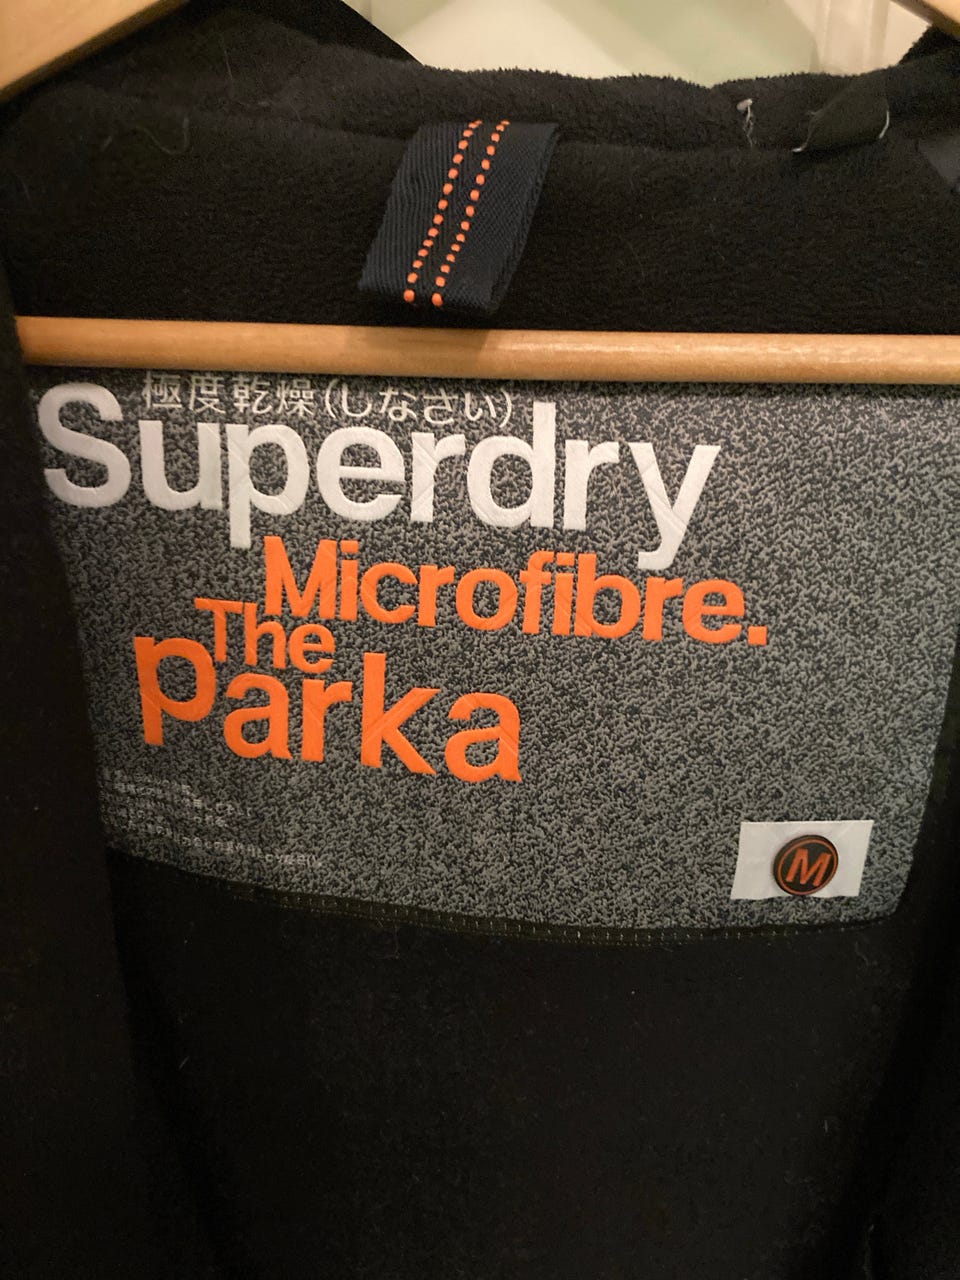 極度乾燥(しなさい)
Superdry
Microfibre.
The
parka
M